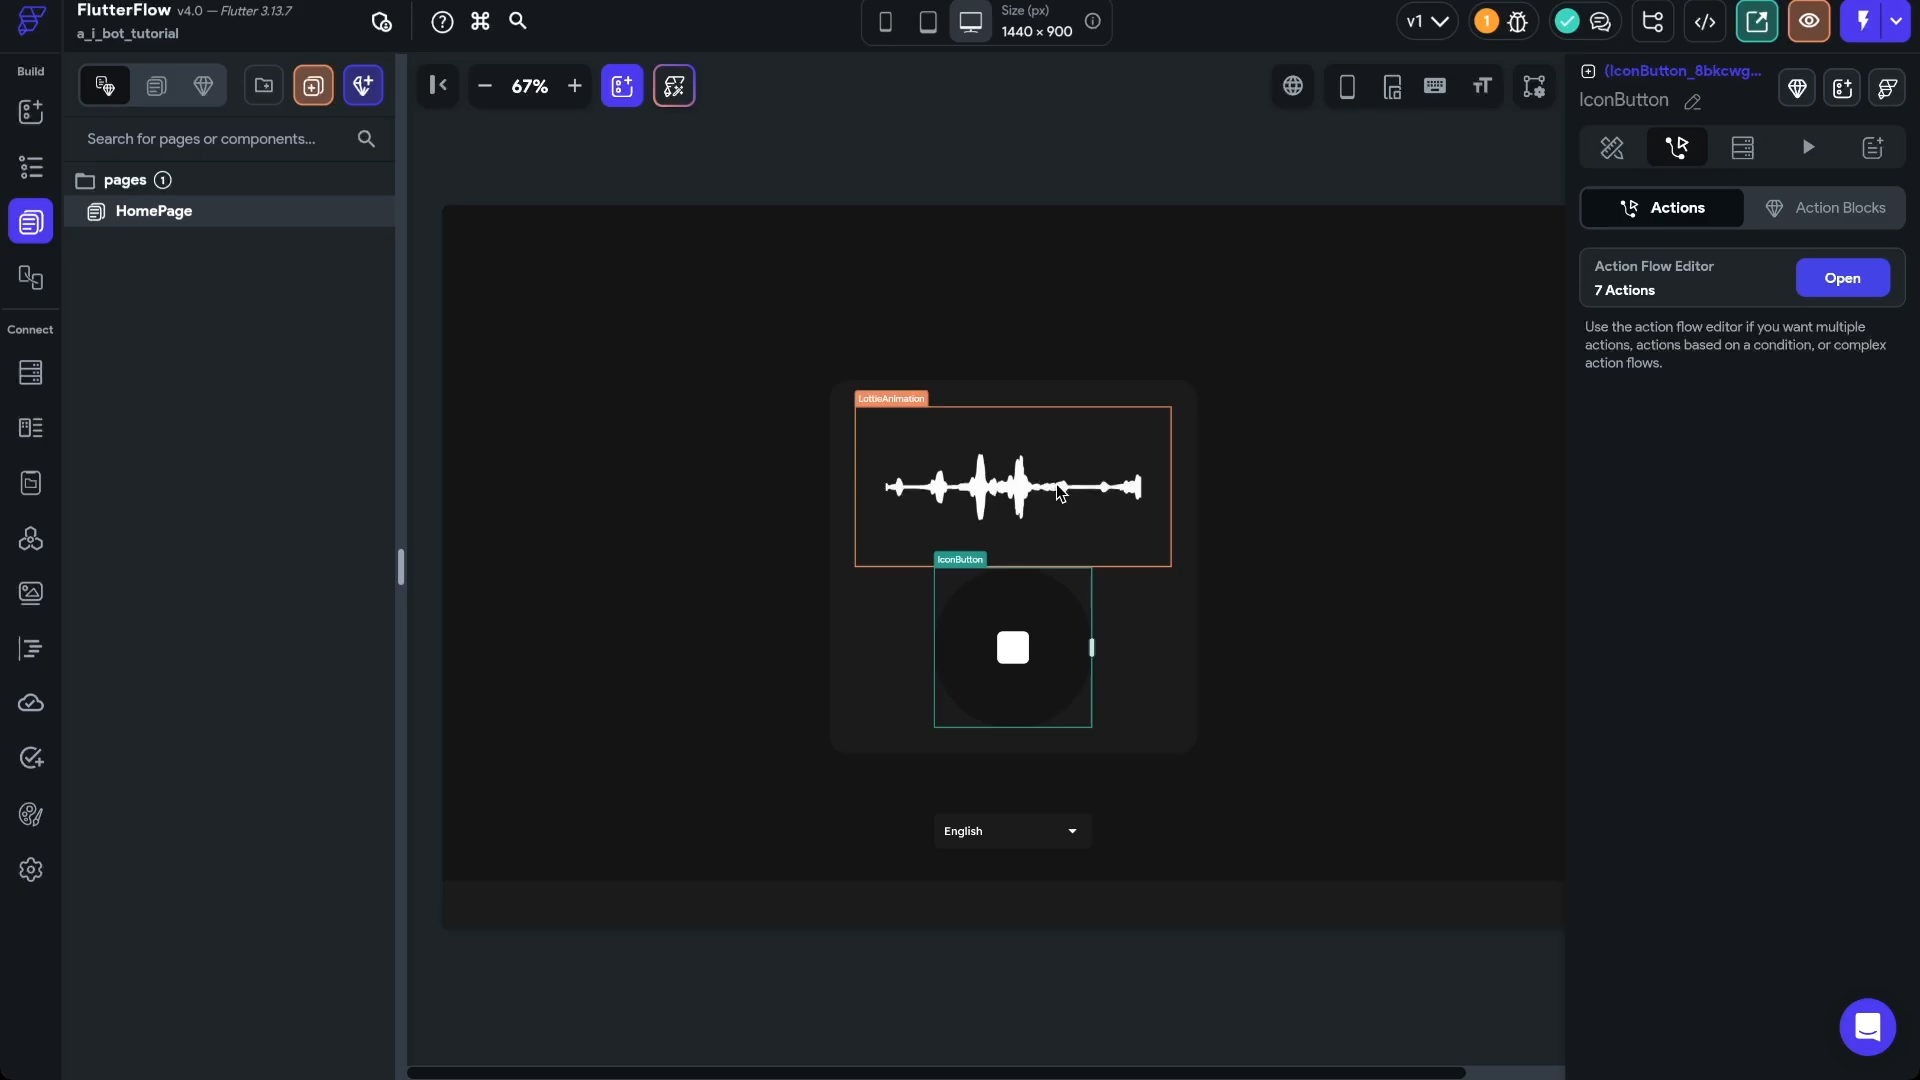 FlutterFlow v4.0 — Flutter 3.13.7
a_i_bot_tutorial
Size (px)
1440 × 900
v1
1
Build
67%
(IconButton_8bkcwg...
IconButton
Search for pages or components...
pages 1
HomePage
Actions
Action Blocks
Action Flow Editor
7 Actions
Open
Use the action flow editor if you want multiple
actions, actions based on a condition, or complex
action flows.
Connect
LottieAnimation
IconButton
English